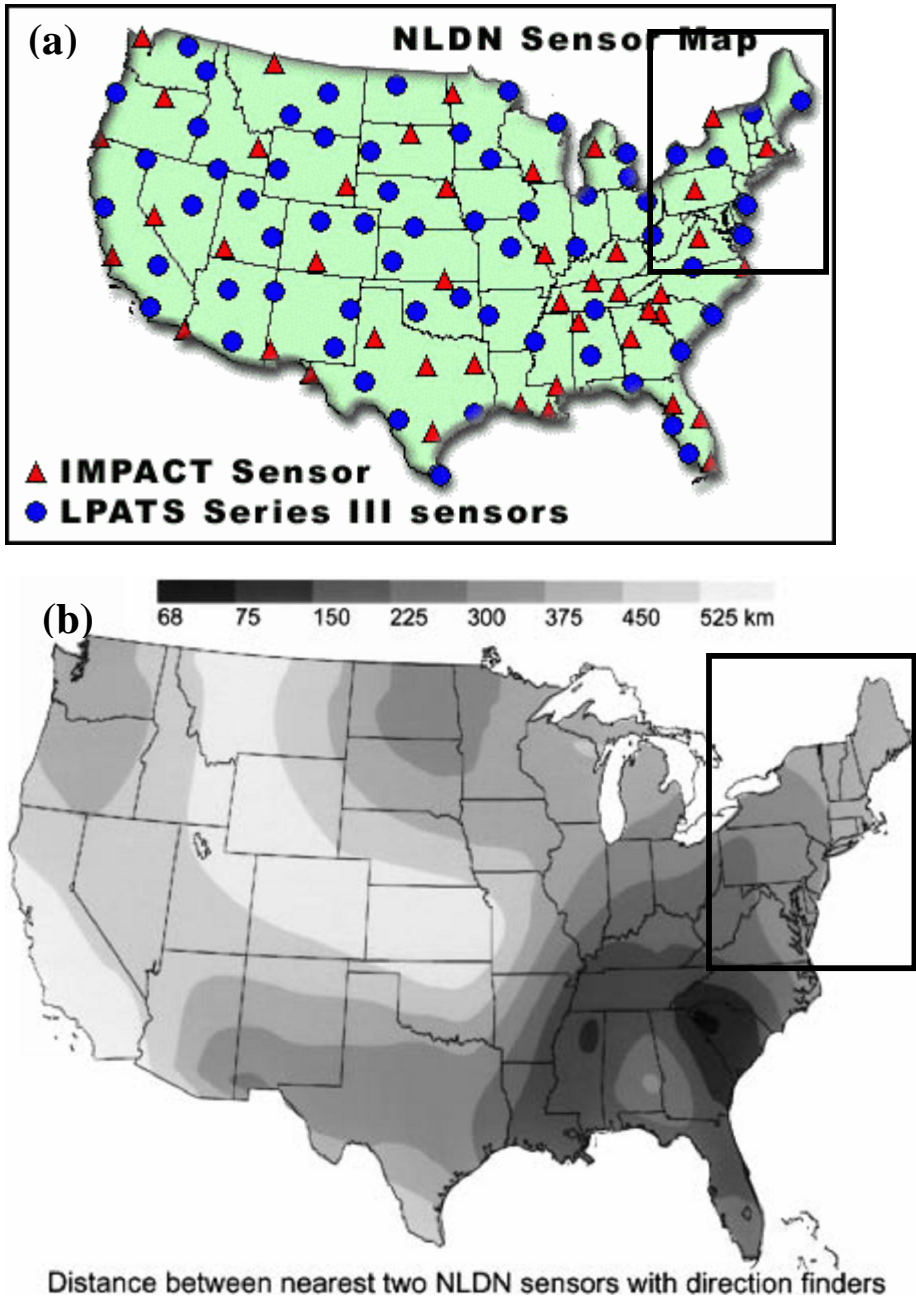 (a)
NLDN Sensor Map
IMPACT Sensor
LPATS Series III sensors
(b)
68 75 150 225 300 375 450 525 km
Distance between nearest two NLDN sensors with direction finders